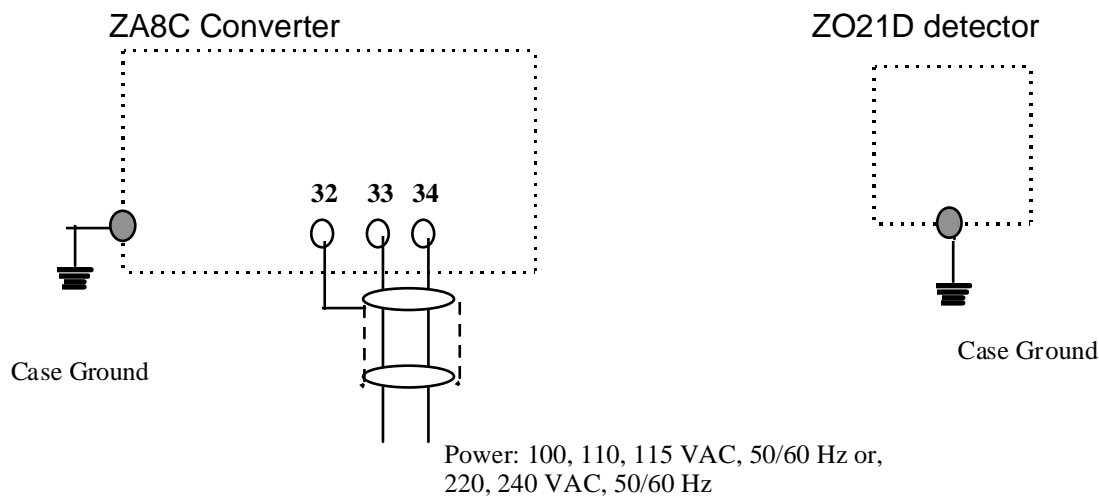 ZA8C Converter
ZO21D detector
32 33 34
Case Ground
Case Ground
Power: 100, 110, 115 VAC, 50/60 Hz or,
220, 240 VAC, 50/60 Hz